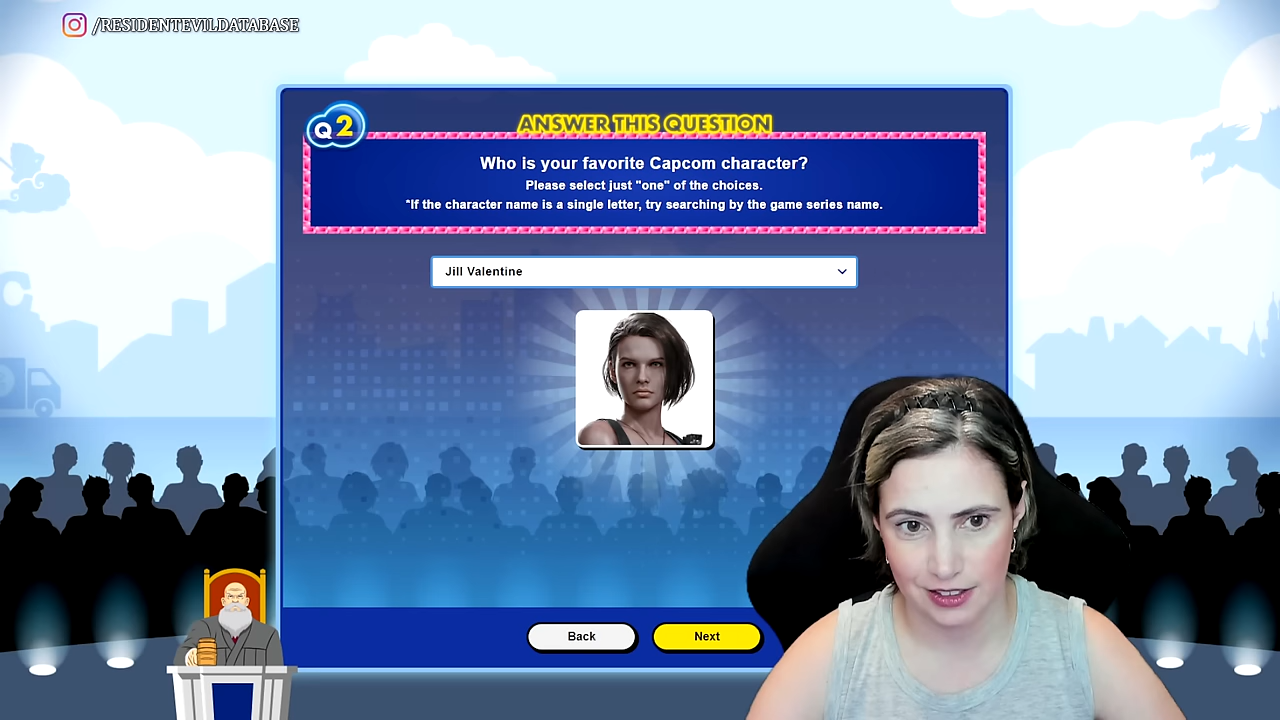 /RESIDENTEVILDATABASE
Q2
ANSWER THIS QUESTION
Who is your favorite Capcom character?
Please select just "one" of the choices.
*If the character name is a single letter, try searching by the game series name.
Jill Valentine
Back
Next